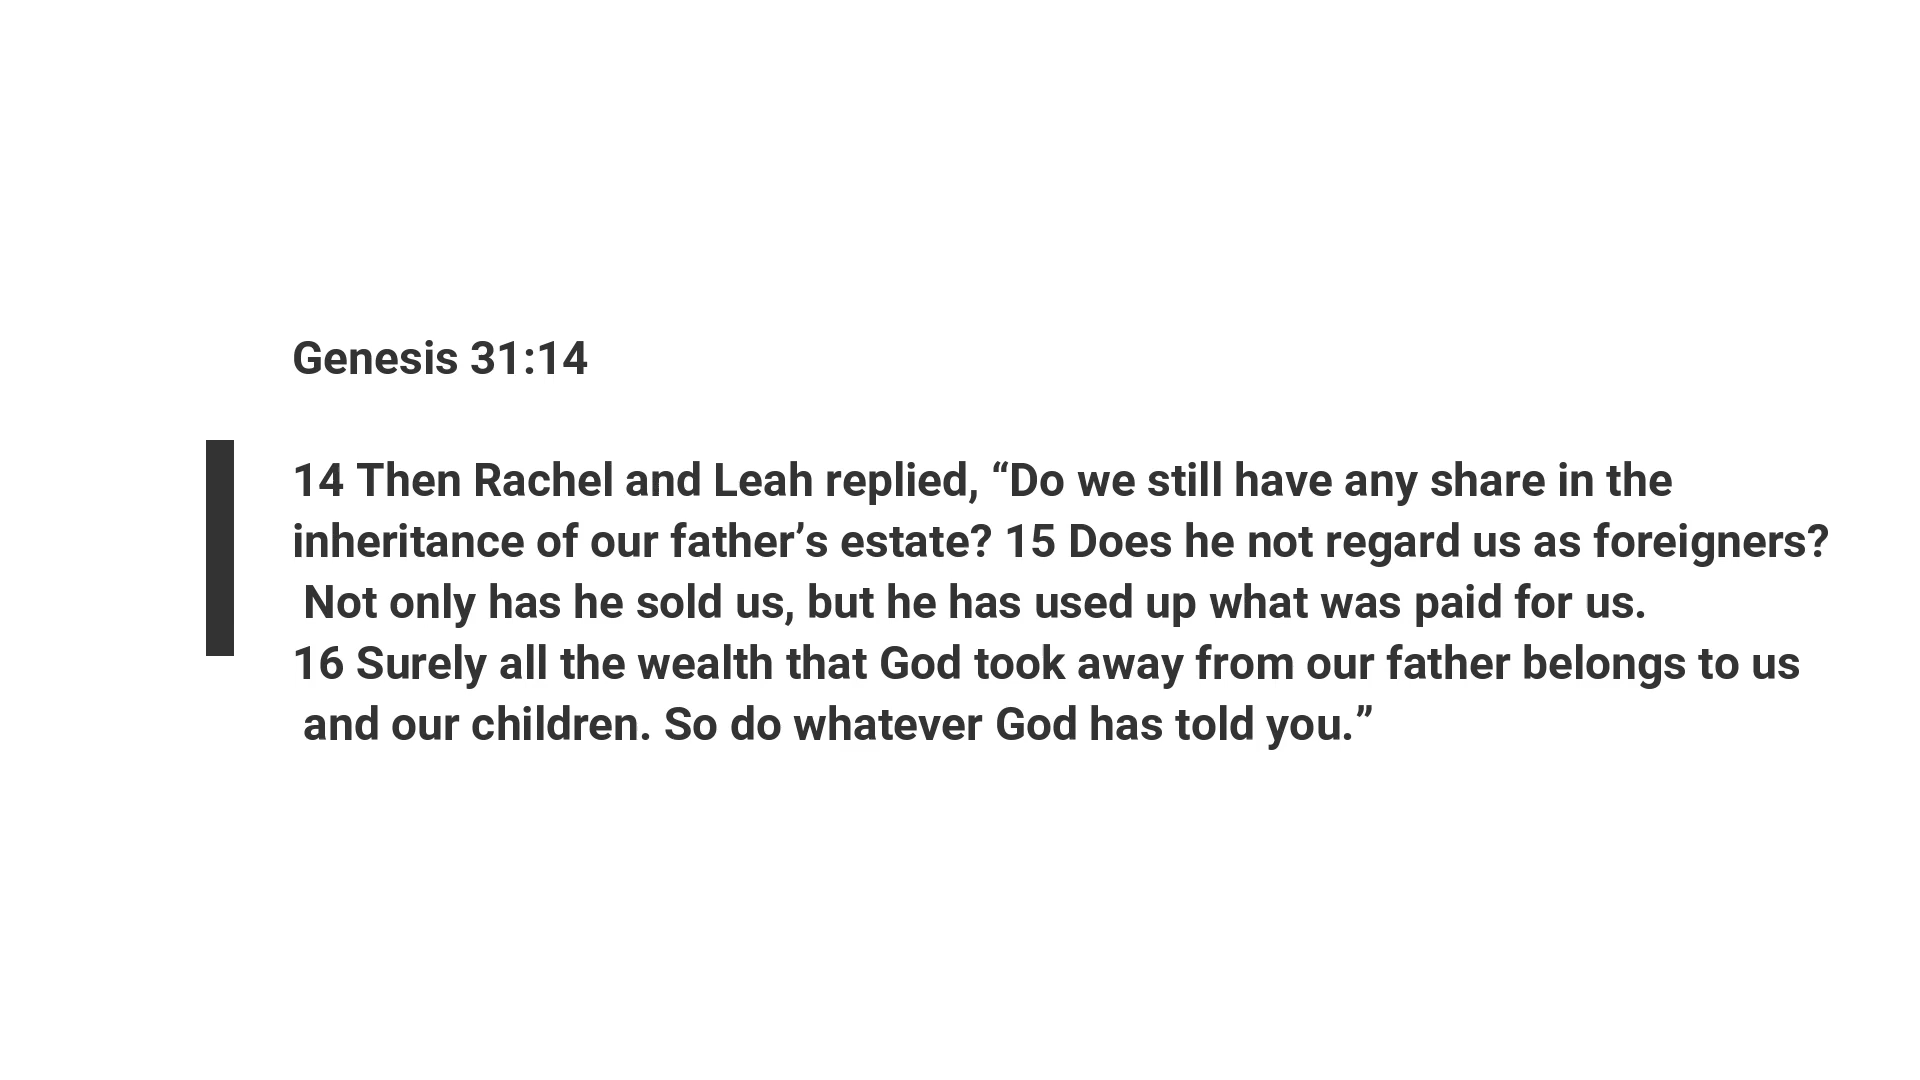 Genesis 31:14
14 Then Rachel and Leah replied, “Do we still have any share in the
inheritance of our father’s estate? 15 Does he not regard us as foreigners?
Not only has he sold us, but he has used up what was paid for us.
16 Surely all the wealth that God took away from our father belongs to us
and our children. So do whatever God has told you.”